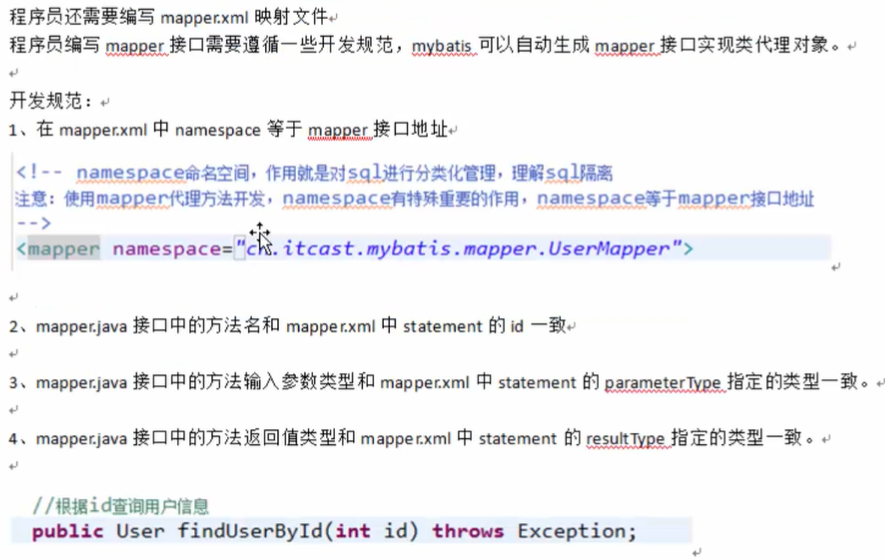 程序员还需要编写 mapper.xml 映射文件
程序员编写 mapper 接口需要遵循一些开发规范，mybatis 可以自动生成 mapper 接口实现类代理对象。
开发规范：
1、在 mapper.xml 中 namespace 等于 mapper 接口地址
<!-- namespace命名空间，作用就是对sql进行分类化管理，理解sql隔离
注意：使用mapper代理方法开发，namespace有特殊重要的作用，namespace等于mapper接口地址
-->
<mapper namespace="cn.itcast.mybatis.mapper.UserMapper">
2、mapper.java 接口中的方法名和 mapper.xml 中 statement 的 id 一致
3、mapper.java 接口中的方法输入参数类型和 mapper.xml 中 statement 的 parameterType 指定的类型一致。
4、mapper.java 接口中的方法返回值类型和 mapper.xml 中 statement 的 resultType 指定的类型一致。
//根据id查询用户信息
public User findUserById(int id) throws Exception;